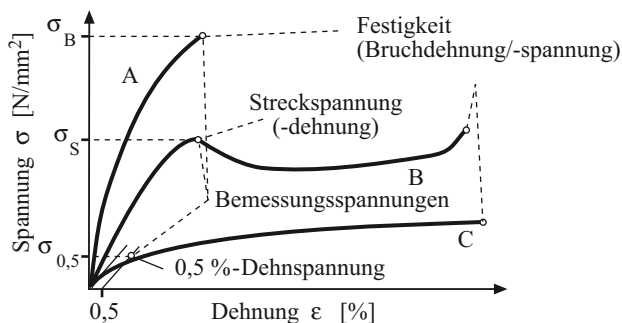 σB
Festigkeit
(Bruchdehnung/-spannung)
A
Streckspannung
(-dehnung)
σS
B
Bemessungsspannungen
C
σ0,5
0,5 %-Dehnspannung
0,5
Dehnung ε [%]
Spannung σ [N/mm²]